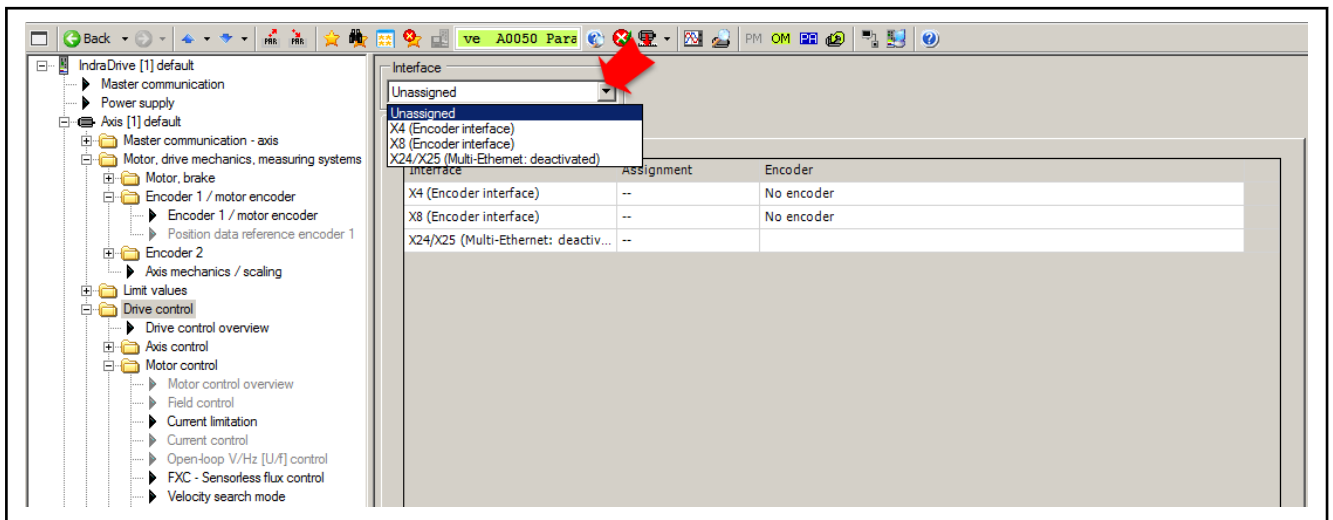 Back
PAR PAR
ve A0050 Para
PM OM
IndraDrive [1] default
Master communication
Power supply
Axis [1] default
Master communication - axis
Motor, drive mechanics, measuring systems
Motor, brake
Encoder 1 / motor encoder
Encoder 1 / motor encoder
Position data reference encoder 1
Encoder 2
Axis mechanics / scaling
Limit values
Drive control
Drive control overview
Axis control
Motor control
Motor control overview
Field control
Current limitation
Current control
Open-loop V/Hz [U/f] control
FXC - Sensorless flux control
Velocity search mode
Interface
Unassigned
Unassigned
X4 (Encoder interface)
X8 (Encoder interface)
X24/X25 (Multi-Ethernet: deactivated)
Interface Assignment Encoder
X4 (Encoder interface) -- No encoder
X8 (Encoder interface) -- No encoder
X24/X25 (Multi-Ethernet: deactiv... --